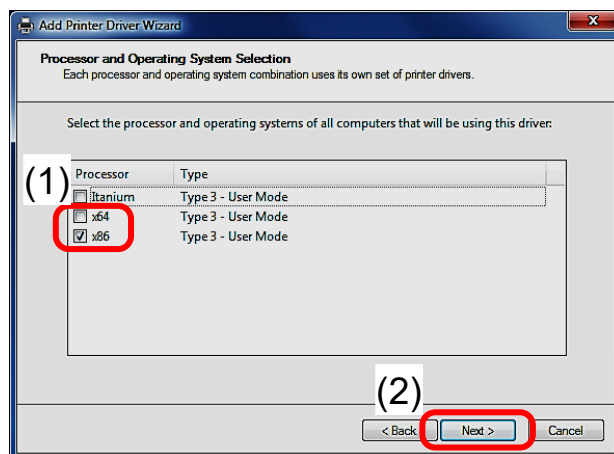 Add Printer Driver Wizard
Processor and Operating System Selection
Each processor and operating system combination uses its own set of printer drivers.
Select the processor and operating systems of all computers that will be using this driver:
Processor Type
(1)
Itanium Type 3 - User Mode
x64 Type 3 - User Mode
x86 Type 3 - User Mode
(2)
< Back Next > Cancel